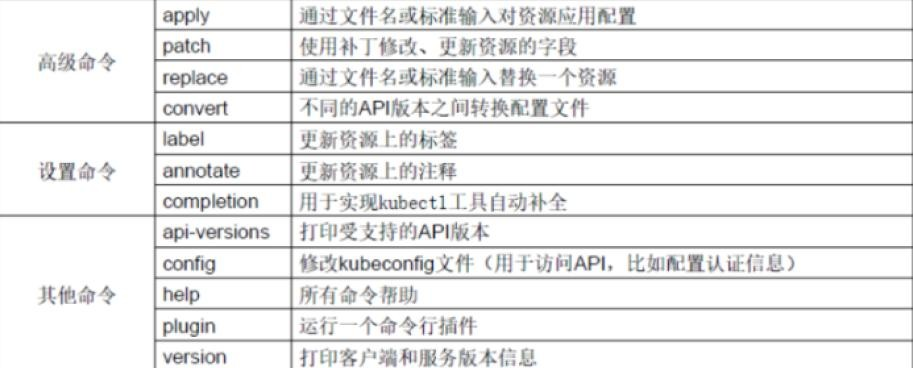 高级命令
apply 通过文件名或标准输入对资源应用配置
patch 使用补丁修改、更新资源的字段
replace 通过文件名或标准输入替换一个资源
convert 不同的API版本之间转换配置文件
设置命令
label 更新资源上的标签
annotate 更新资源上的注释
completion 用于实现kubectl工具自动补全
其他命令
api-versions 打印受支持的API版本
config 修改kubeconfig文件（用于访问API，比如配置认证信息）
help 所有命令帮助
plugin 运行一个命令行插件
version 打印客户端和服务版本信息